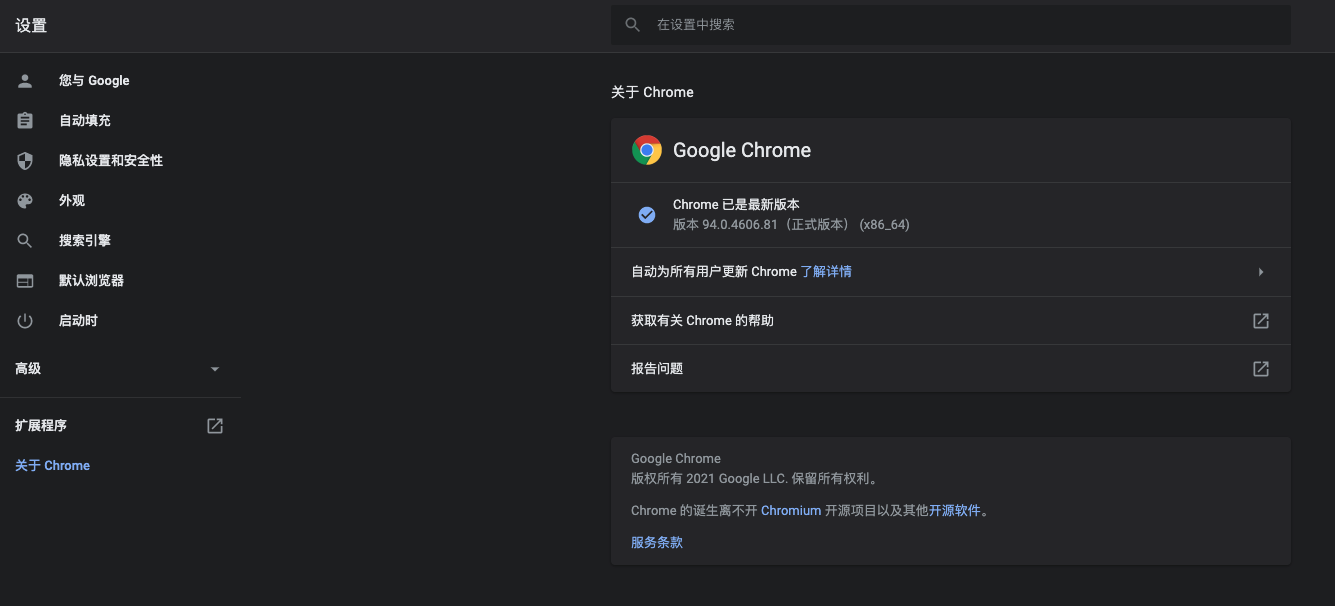 设置
在设置中搜索
您与 Google
自动填充
隐私设置和安全性
外观
搜索引擎
默认浏览器
启动时
高级
扩展程序
关于 Chrome
关于 Chrome
Google Chrome
Chrome 已是最新版本
版本 94.0.4606.81（正式版本） (x86_64)
自动为所有用户更新 Chrome 了解详情
获取有关 Chrome 的帮助
报告问题
Google Chrome
版权所有 2021 Google LLC. 保留所有权利。
Chrome 的诞生离不开 Chromium 开源项目以及其他开源软件。
服务条款